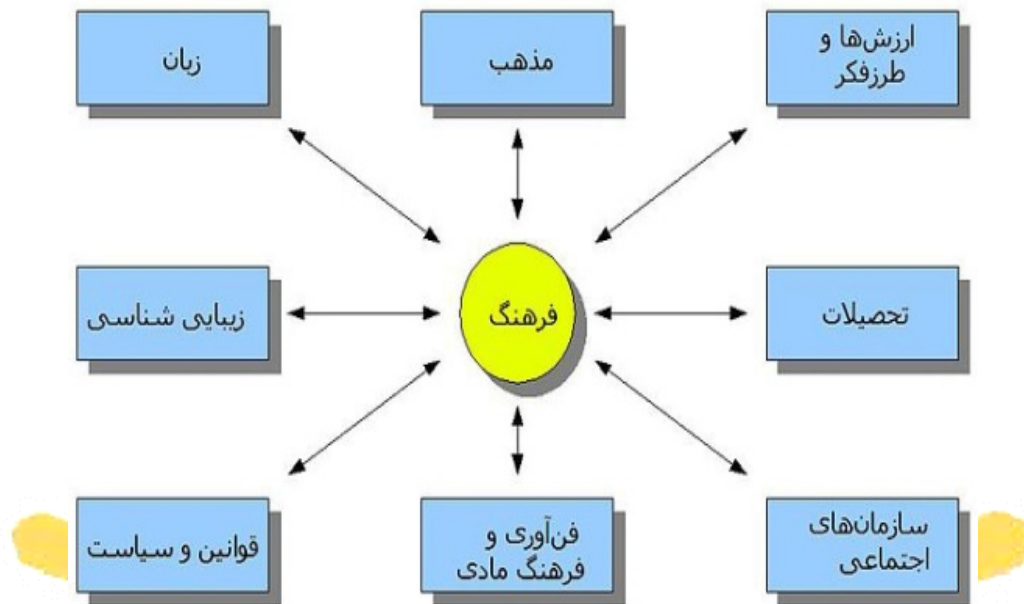 ارزش‌ها و
طرزفکر
مذهب
زبان
تحصیلات
فرهنگ
زیبایی شناسی
سازمان‌های
اجتماعی
فن‌آوری و
فرهنگ مادی
قوانین و سیاست